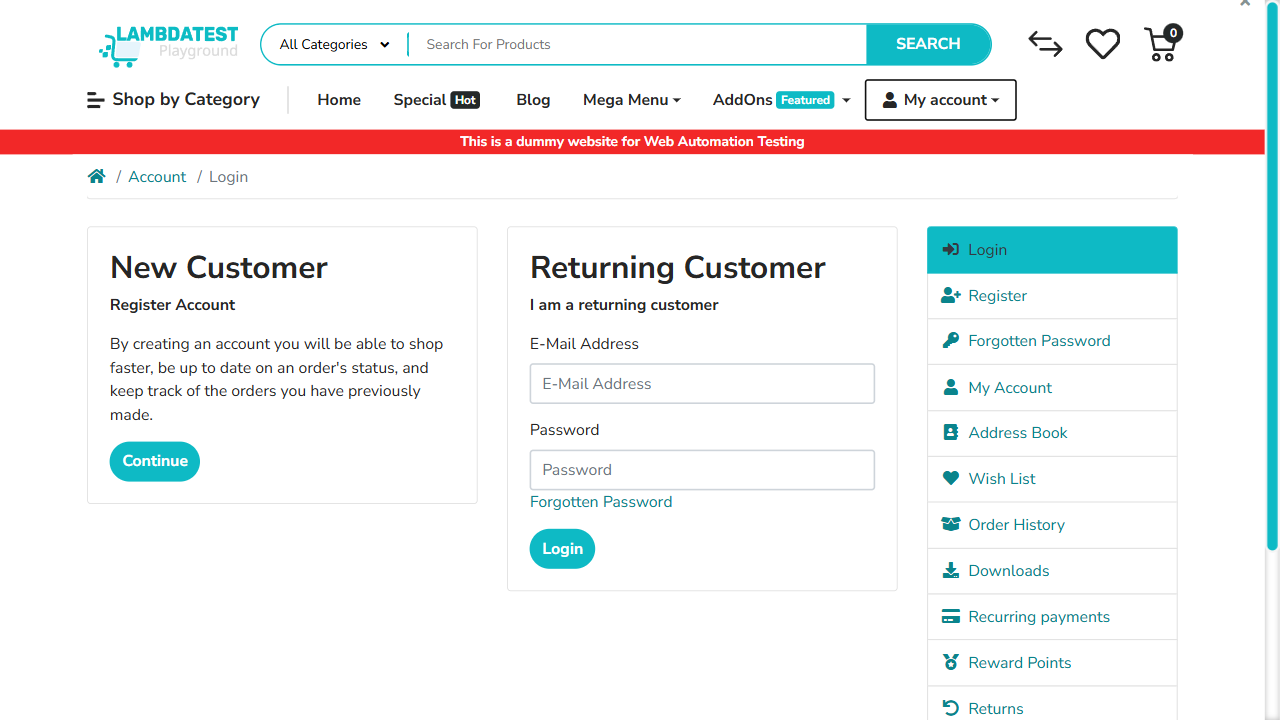 LAMBDATEST
Playground
All Categories
Search For Products
SEARCH
0
Shop by Category
Home
Special Hot
Blog
Mega Menu
AddOns Featured
My account
This is a dummy website for Web Automation Testing
/ Account / Login
New Customer
Register Account
By creating an account you will be able to shop
faster, be up to date on an order's status, and
keep track of the orders you have previously
made.
Continue
Returning Customer
I am a returning customer
E-Mail Address
E-Mail Address
Password
Password
Forgotten Password
Login
Login
Register
Forgotten Password
My Account
Address Book
Wish List
Order History
Downloads
Recurring payments
Reward Points
Returns